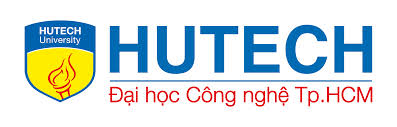 HUTECH
University
HUTECH
Đại học Công nghệ Tp.HCM